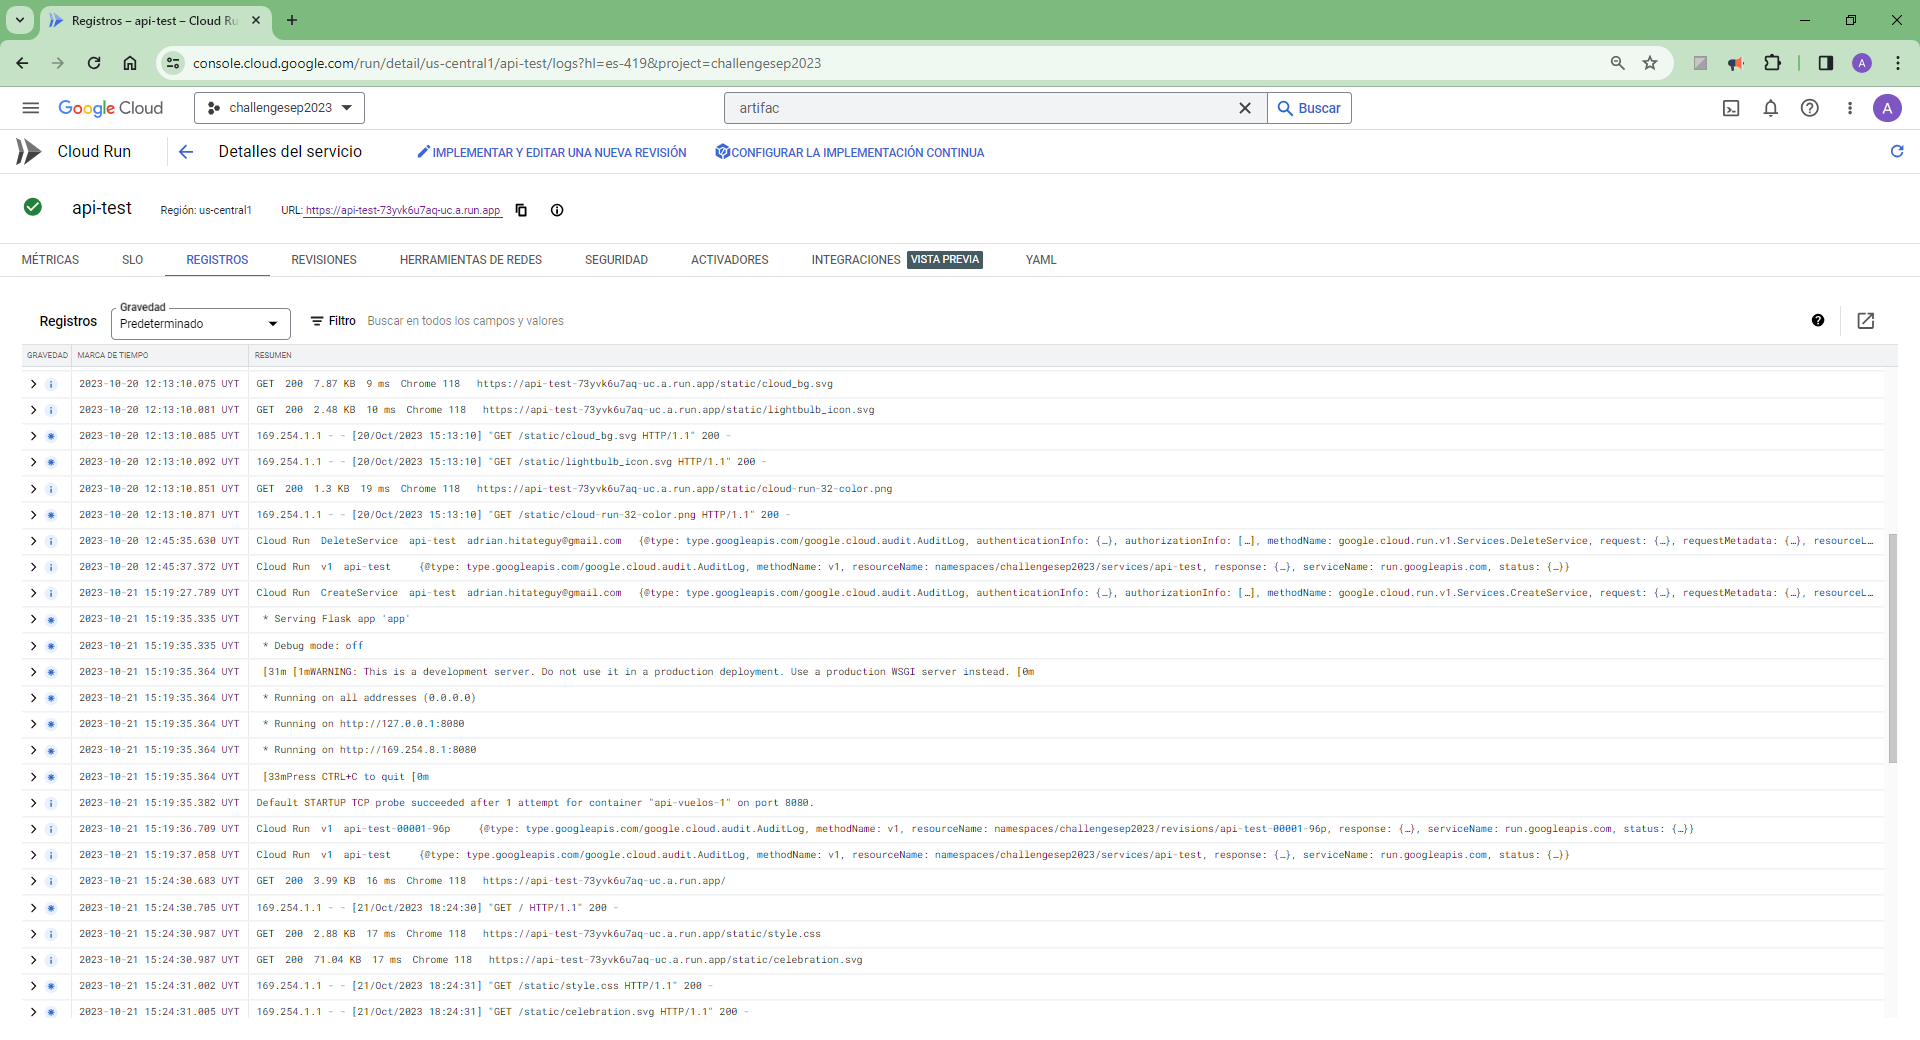 Registros – api-test – Cloud Ru
console.cloud.google.com/run/detail/us-central1/api-test/logs?hl=es-419&project=challengesep2023
A
Google Cloud
challengesep2023
artifac
Buscar
A
Cloud Run
Detalles del servicio
IMPLEMENTAR Y EDITAR UNA NUEVA REVISIÓN
CONFIGURAR LA IMPLEMENTACIÓN CONTINUA
api-test
Región: us-central1
URL: https://api-test-73yvk6u7aq-uc.a.run.app
MÉTRICAS
SLO
REGISTROS
REVISIONES
HERRAMIENTAS DE REDES
SEGURIDAD
ACTIVADORES
INTEGRACIONES VISTA PREVIA
YAML
Registros
Gravedad
Predeterminado
Filtro
Buscar en todos los campos y valores
GRAVEDAD MARCA DE TIEMPO RESUMEN
2023-10-20 12:13:10.075 UYT GET 200 7.87 KB 9 ms Chrome 118 https://api-test-73yvk6u7aq-uc.a.run.app/static/cloud_bg.svg
2023-10-20 12:13:10.081 UYT GET 200 2.48 KB 10 ms Chrome 118 https://api-test-73yvk6u7aq-uc.a.run.app/static/lightbulb_icon.svg
2023-10-20 12:13:10.085 UYT 169.254.1.1 - - [20/Oct/2023 15:13:10] "GET /static/cloud_bg.svg HTTP/1.1" 200 -
2023-10-20 12:13:10.092 UYT 169.254.1.1 - - [20/Oct/2023 15:13:10] "GET /static/lightbulb_icon.svg HTTP/1.1" 200 -
2023-10-20 12:13:10.851 UYT GET 200 1.3 KB 19 ms Chrome 118 https://api-test-73yvk6u7aq-uc.a.run.app/static/cloud-run-32-color.png
2023-10-20 12:13:10.871 UYT 169.254.1.1 - - [20/Oct/2023 15:13:10] "GET /static/cloud-run-32-color.png HTTP/1.1" 200 -
2023-10-20 12:45:35.630 UYT Cloud Run DeleteService api-test adrian.hitateguy@gmail.com {@type: type.googleapis.com/google.cloud.audit.AuditLog, authenticationInfo: {…}, authorizationInfo: […], methodName: google.cloud.run.v1.Services.DeleteService, request: {…}, requestMetadata: {…}, resourceL…
2023-10-20 12:45:37.372 UYT Cloud Run v1 api-test {@type: type.googleapis.com/google.cloud.audit.AuditLog, methodName: v1, resourceName: namespaces/challengesep2023/services/api-test, response: {…}, serviceName: run.googleapis.com, status: {…}}
2023-10-21 15:19:27.789 UYT Cloud Run CreateService api-test adrian.hitateguy@gmail.com {@type: type.googleapis.com/google.cloud.audit.AuditLog, authenticationInfo: {…}, authorizationInfo: […], methodName: google.cloud.run.v1.Services.CreateService, request: {…}, requestMetadata: {…}, resourceL…
2023-10-21 15:19:35.335 UYT * Serving Flask app 'app'
2023-10-21 15:19:35.335 UYT * Debug mode: off
2023-10-21 15:19:35.364 UYT [31m [1mWARNING: This is a development server. Do not use it in a production deployment. Use a production WSGI server instead. [0m
2023-10-21 15:19:35.364 UYT * Running on all addresses (0.0.0.0)
2023-10-21 15:19:35.364 UYT * Running on http://127.0.0.1:8080
2023-10-21 15:19:35.364 UYT * Running on http://169.254.8.1:8080
2023-10-21 15:19:35.364 UYT [33mPress CTRL+C to quit [0m
2023-10-21 15:19:35.382 UYT Default STARTUP TCP probe succeeded after 1 attempt for container "api-vuelos-1" on port 8080.
2023-10-21 15:19:36.709 UYT Cloud Run v1 api-test-00001-96p {@type: type.googleapis.com/google.cloud.audit.AuditLog, methodName: v1, resourceName: namespaces/challengesep2023/revisions/api-test-00001-96p, response: {…}, serviceName: run.googleapis.com, status: {…}}
2023-10-21 15:19:37.058 UYT Cloud Run v1 api-test {@type: type.googleapis.com/google.cloud.audit.AuditLog, methodName: v1, resourceName: namespaces/challengesep2023/services/api-test, response: {…}, serviceName: run.googleapis.com, status: {…}}
2023-10-21 15:24:30.683 UYT GET 200 3.99 KB 16 ms Chrome 118 https://api-test-73yvk6u7aq-uc.a.run.app/
2023-10-21 15:24:30.705 UYT 169.254.1.1 - - [21/Oct/2023 18:24:30] "GET / HTTP/1.1" 200 -
2023-10-21 15:24:30.987 UYT GET 200 2.88 KB 17 ms Chrome 118 https://api-test-73yvk6u7aq-uc.a.run.app/static/style.css
2023-10-21 15:24:30.987 UYT GET 200 71.04 KB 17 ms Chrome 118 https://api-test-73yvk6u7aq-uc.a.run.app/static/celebration.svg
2023-10-21 15:24:31.002 UYT 169.254.1.1 - - [21/Oct/2023 18:24:31] "GET /static/style.css HTTP/1.1" 200 -
2023-10-21 15:24:31.005 UYT 169.254.1.1 - - [21/Oct/2023 18:24:31] "GET /static/celebration.svg HTTP/1.1" 200 -